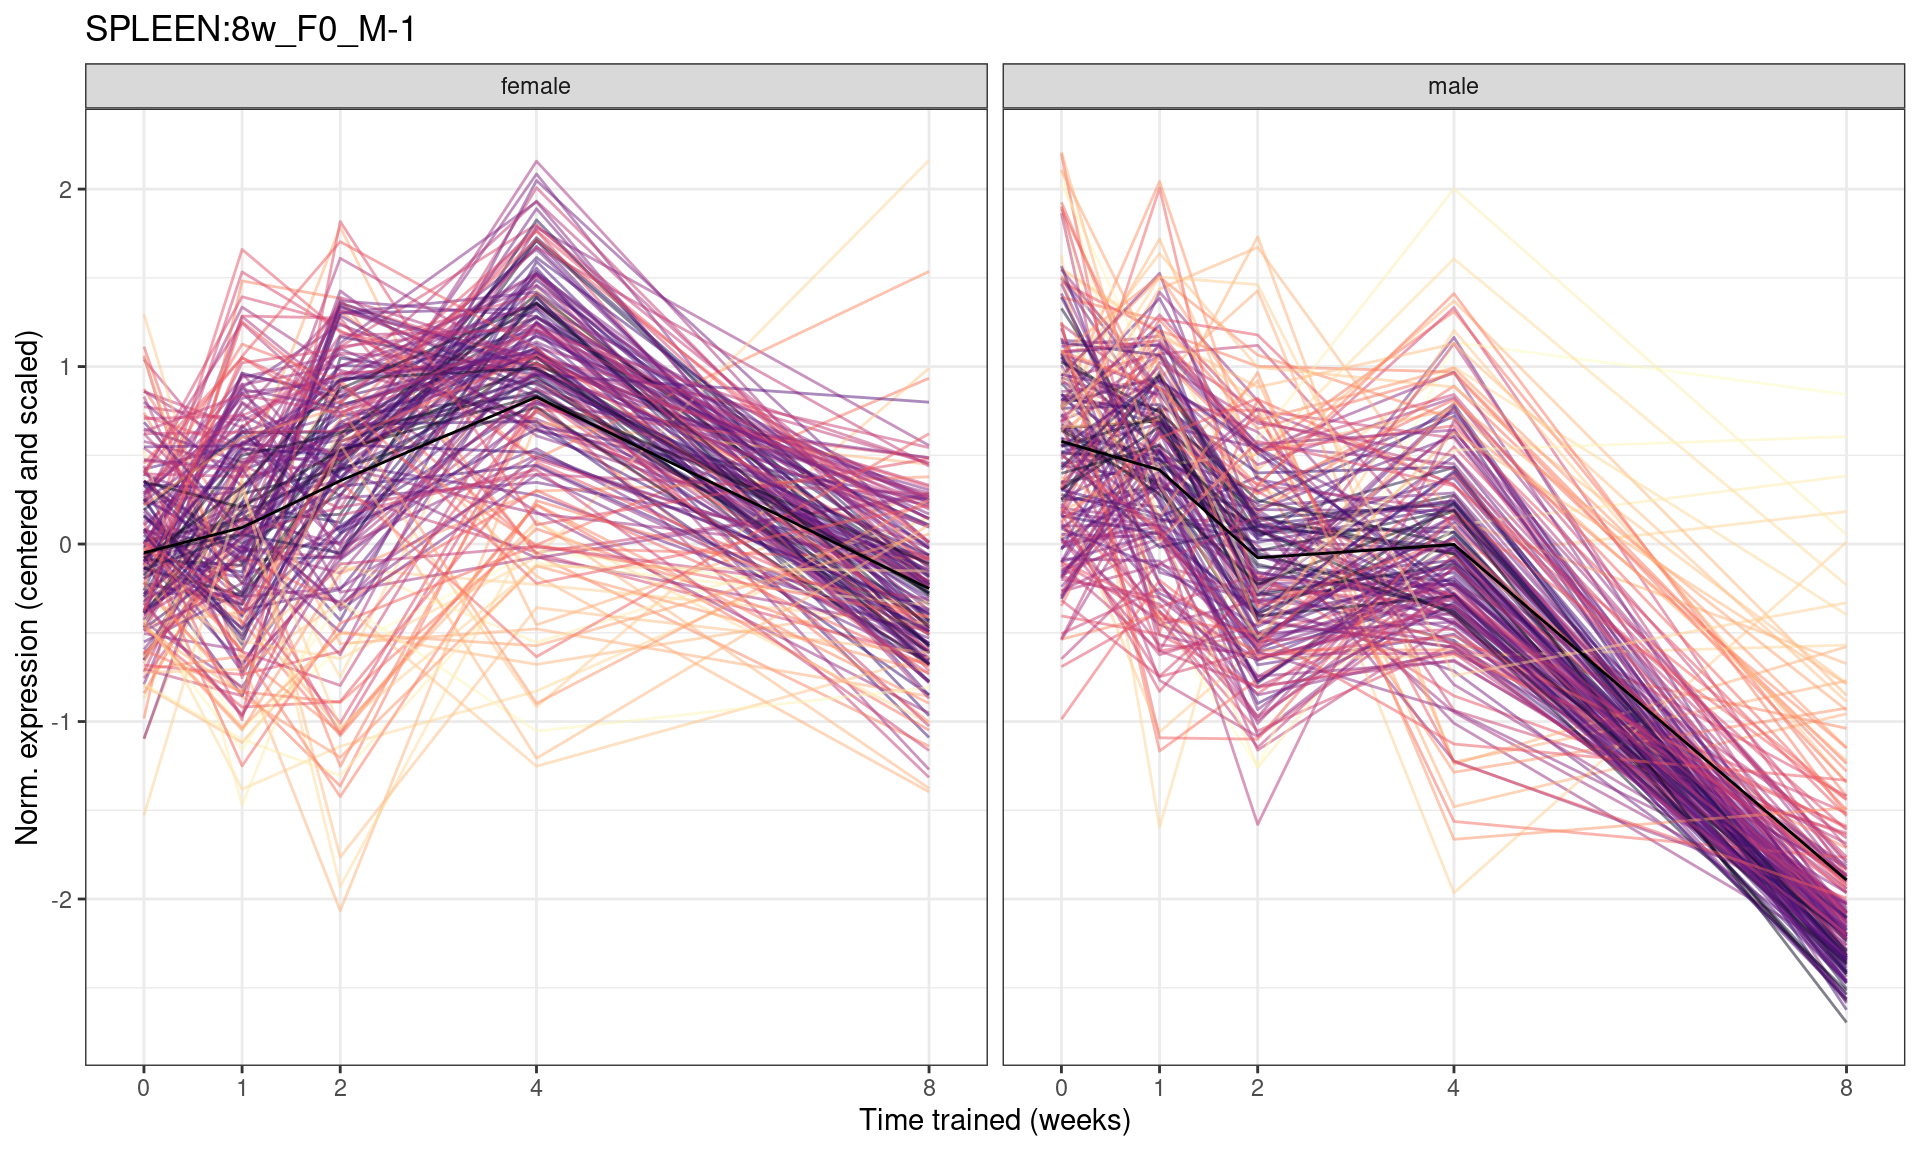 SPLEEN:8w_F0_M-1
female
male
Norm. expression (centered and scaled)
2
1
0
-1
-2
0 1 2 4 8
0 1 2 4 8
Time trained (weeks)